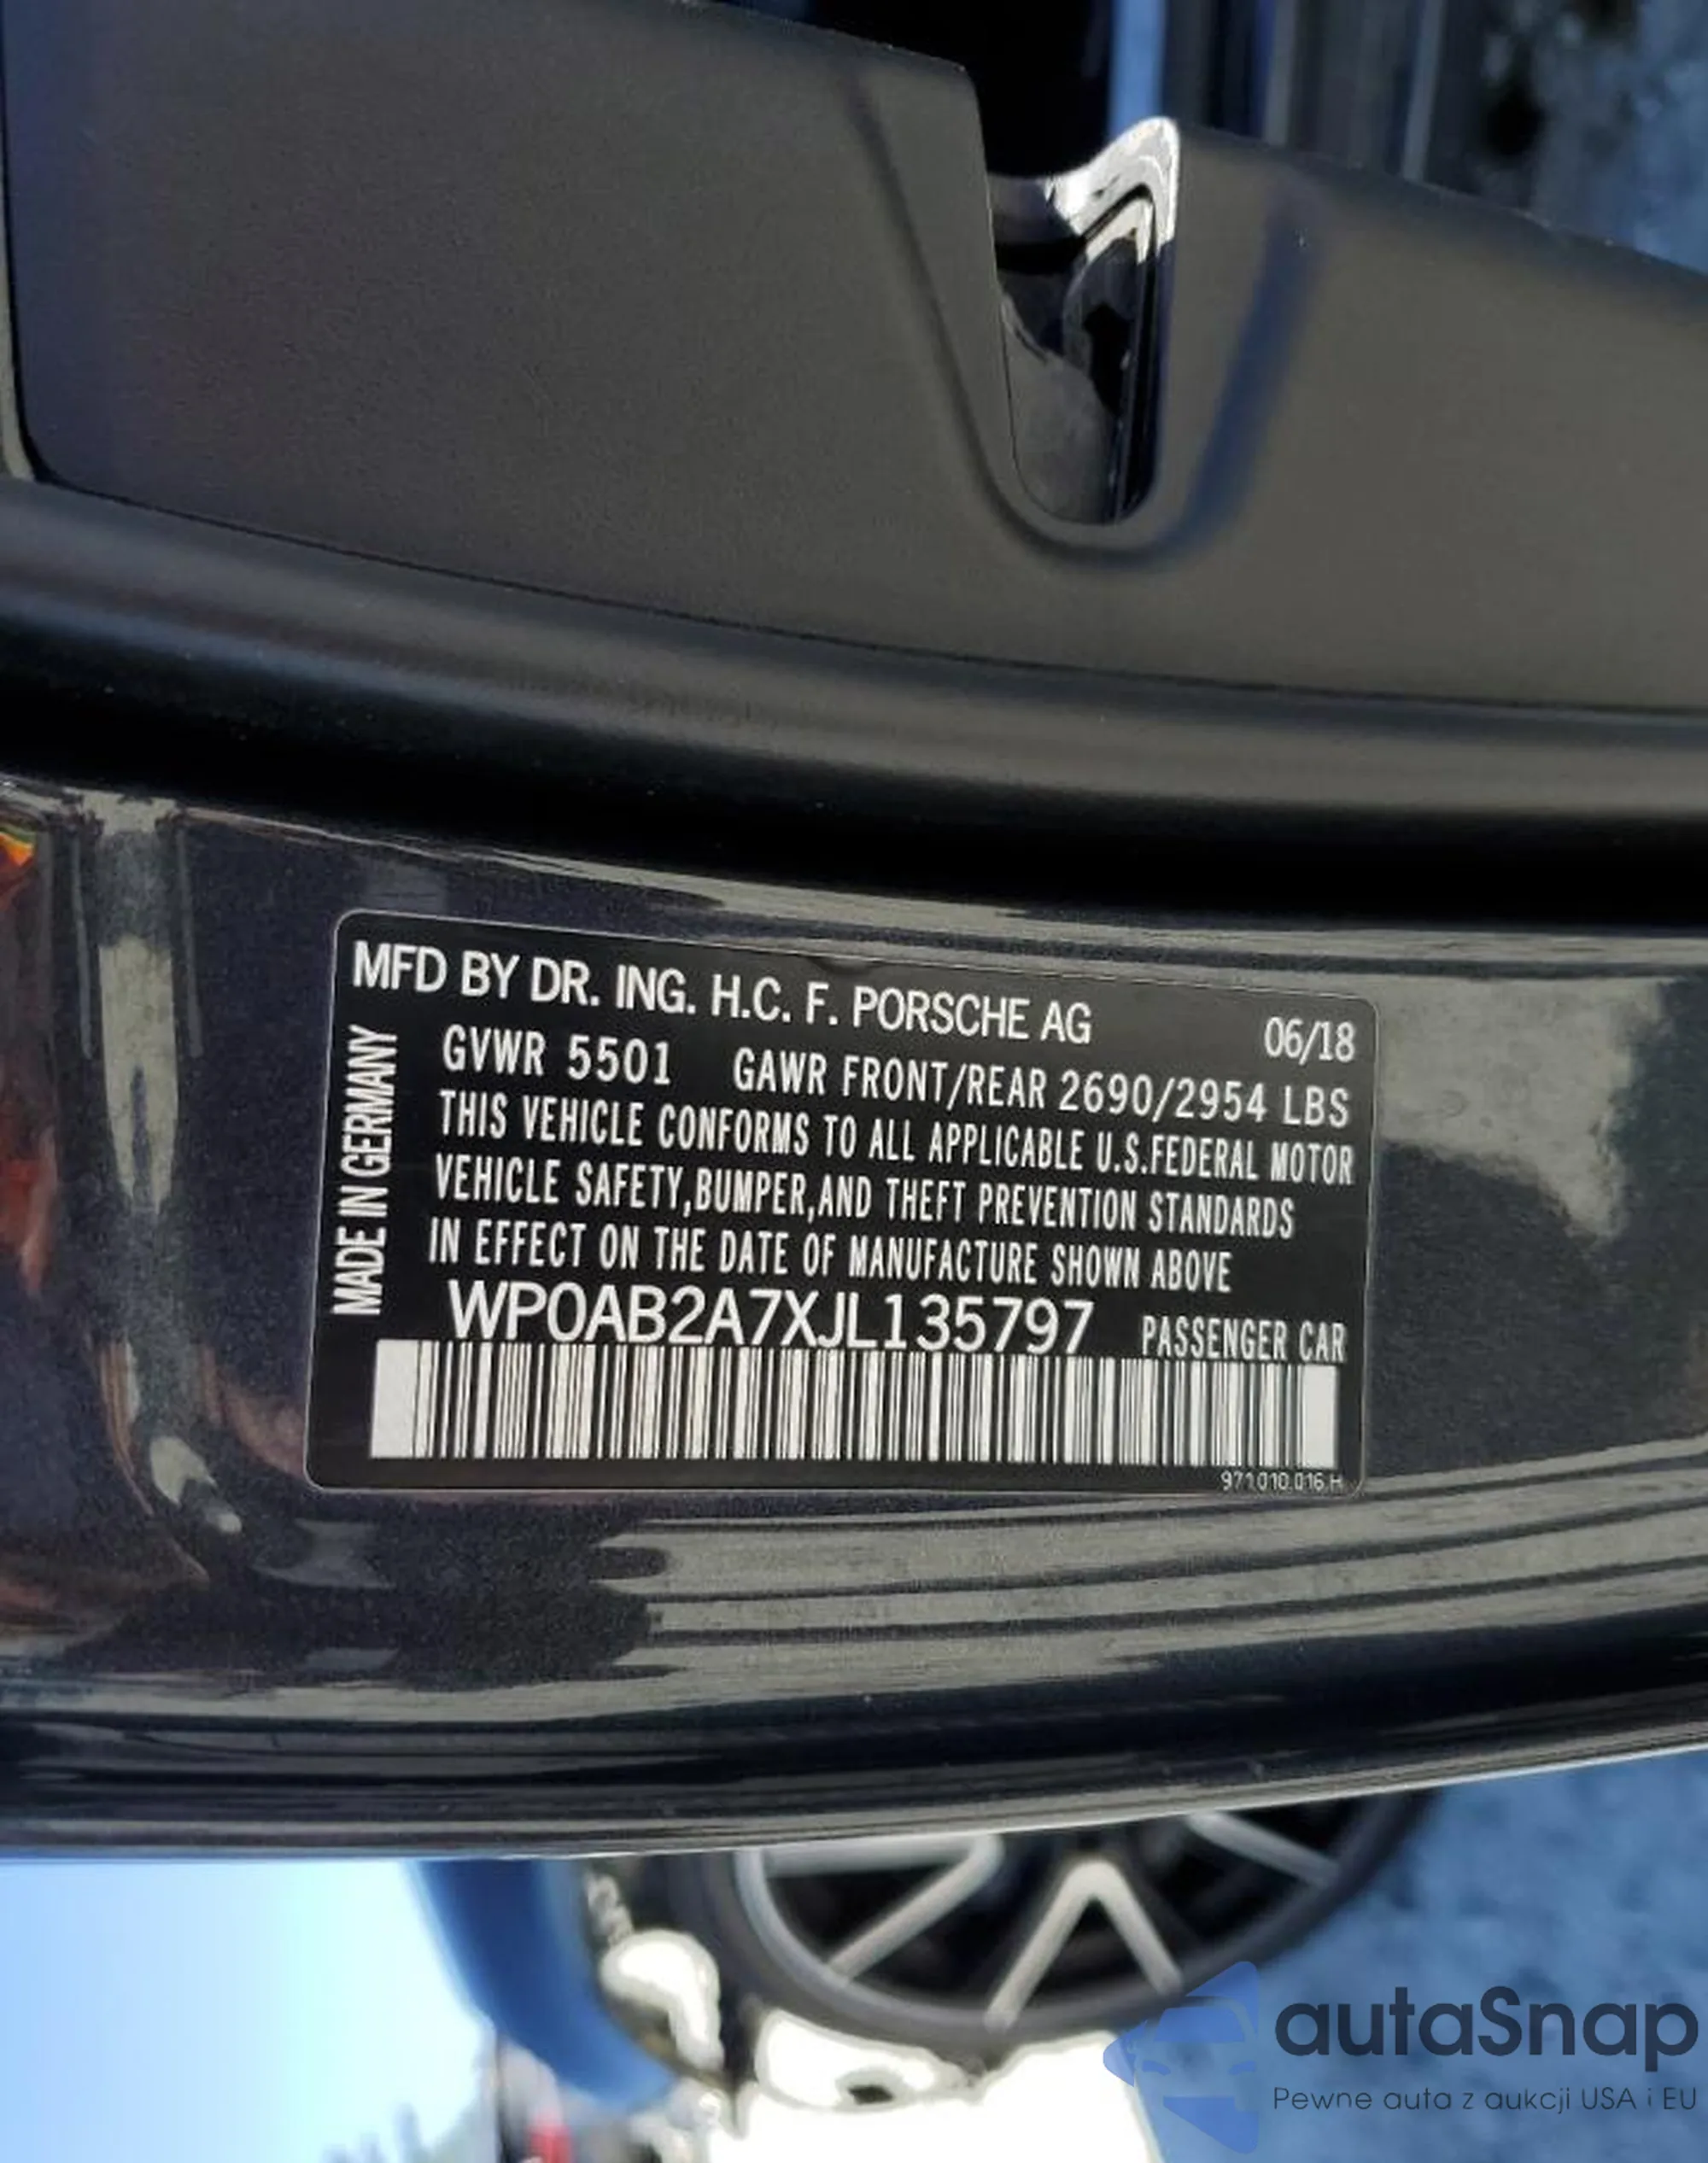 MFD BY DR. ING. H.C. F. PORSCHE AG 06/18
GVWR 5501 GAWR FRONT/REAR 2690/2954 LBS
THIS VEHICLE CONFORMS TO ALL APPLICABLE U.S.FEDERAL MOTOR
VEHICLE SAFETY,BUMPER,AND THEFT PREVENTION STANDARDS
IN EFFECT ON THE DATE OF MANUFACTURE SHOWN ABOVE
WP0AB2A7XJL135797 PASSENGER CAR
971.010.016.H
MADE IN GERMANY
autaSnap
Pewne auta z aukcji USA i EU